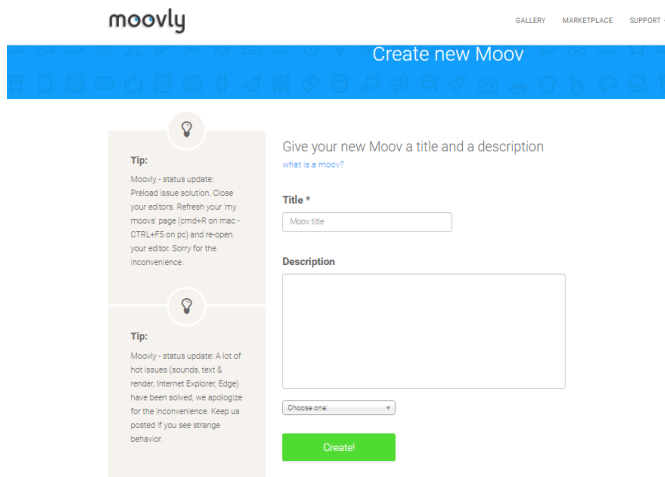 moovly
GALLERY MARKETPLACE SUPPORT
Create new Moov
Tip:
Moovly - status update:
Preload issue solution. Close
your editors. Refresh your 'my
moovs' page (cmd+R on mac -
CTRL+F5 on pc) and re-open
your editor. Sorry for the
inconvenience.
Tip:
Moovly - status update: A lot of
hot issues (sounds, text &
render, Internet Explorer, Edge)
have been solved, we apologize
for the inconvenience. Keep us
posted if you see strange
behavior.
Give your new Moov a title and a description
what is a moov?
Title *
Moov title
Description
Choose one:
Create!